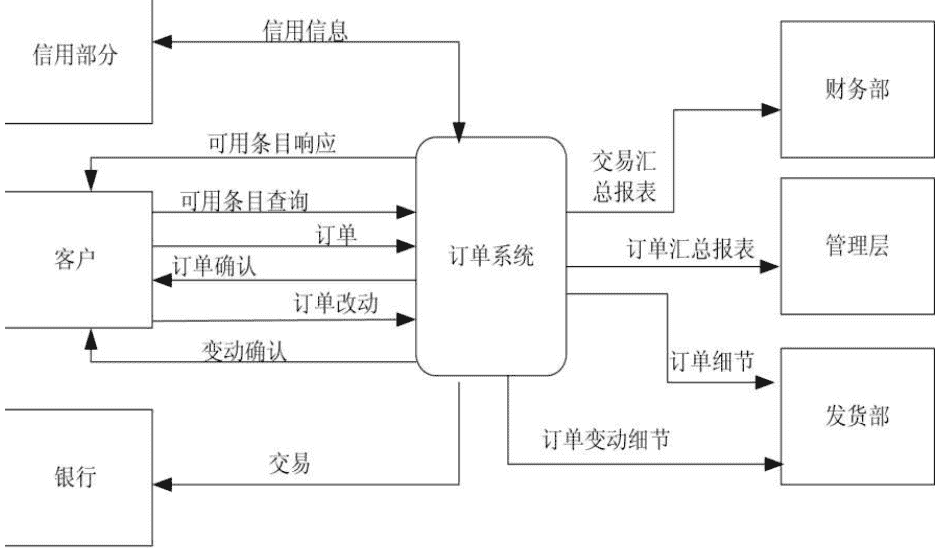 信用部分
信用信息
财务部
可用条目响应
交易汇
总报表
可用条目查询
订单
客户
订单确认
订单系统
订单汇总报表
管理层
订单改动
变动确认
订单细节
发货部
订单变动细节
交易
银行